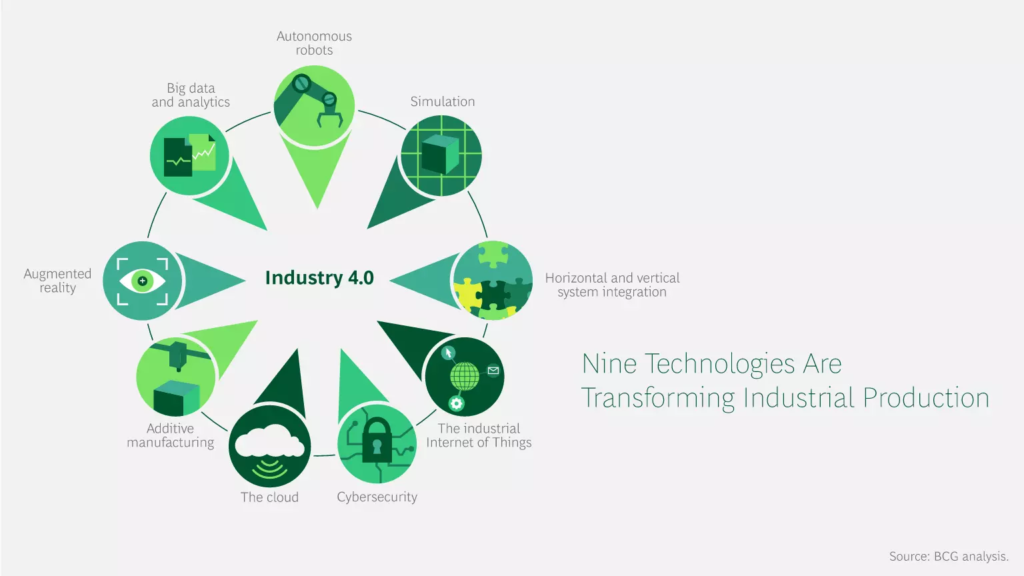 Autonomous
robots
Simulation
Horizontal and vertical
system integration
The industrial
Internet of Things
Cybersecurity
The cloud
Additive
manufacturing
Augmented
reality
Big data
and analytics
Industry 4.0
Nine Technologies Are
Transforming Industrial Production
Source: BCG analysis.